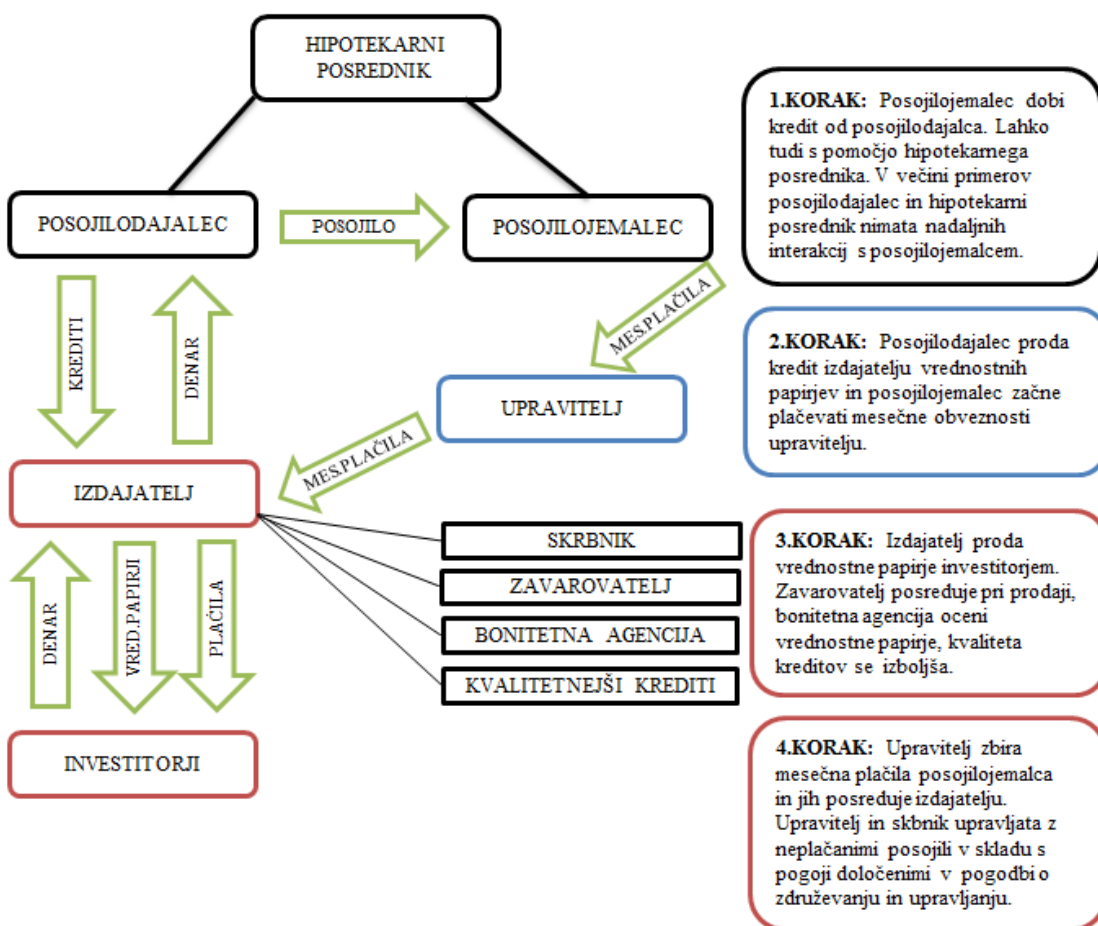 HIPOTEKARNI
POSREDNIK
POSOJILODAJALEC
POSOJILO
POSOJILOJEMALEC
KREDITI
DENAR
MES.PLAČILA
UPRAVITELJ
MES.PLAČILA
IZDAJATELJ
SKRBNIK
ZAVAROVATELJ
BONITETNA AGENCIJA
KVALITETNEJŠI KREDITI
DENAR
VRED.PAPIRJI
PLAČILA
INVESTITORJI
1.KORAK: Posojilojemalec dobi
kredit od posojilodajalca. Lahko
tudi s pomočjo hipotekarnega
posrednika. V večini primerov
posojilodajalec in hipotekarni
posrednik nimata nadaljnih
interakcij s posojilojemalcem.
2.KORAK: Posojilodajalec proda
kredit izdajatelju vrednostnih
papirjev in posojilojemalec začne
plačevati mesečne obveznosti
upravitelju.
3.KORAK: Izdajatelj proda
vrednostne papirje investitorjem.
Zavarovatelj posreduje pri prodaji,
bonitetna agencija oceni
vrednostne papirje, kvaliteta
kreditov se izboljša.
4.KORAK: Upravitelj zbira
mesečna plačila posojilojemalca
in jih posreduje izdajatelju.
Upravitelj in skbnik upravljata z
neplačanimi posojili v skladu s
pogoji določenimi v pogodbi o
združevanju in upravljanju.